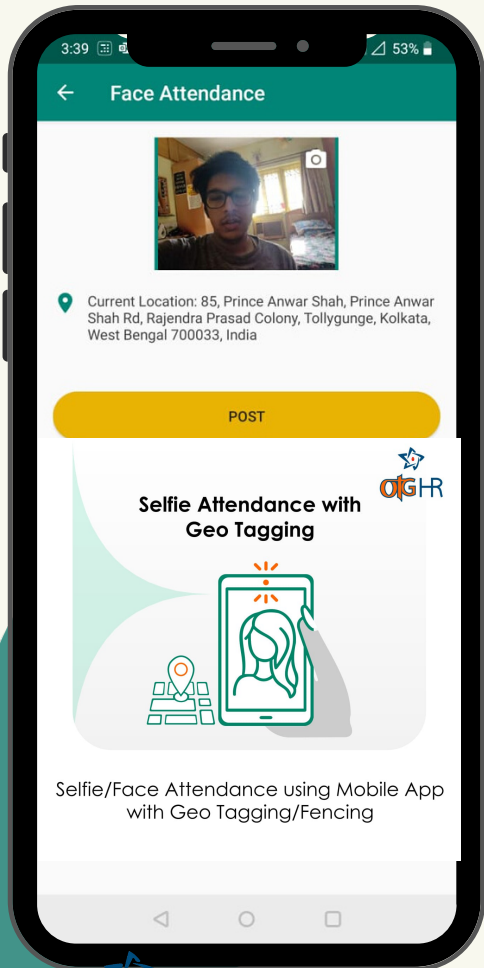 3:39
53%
Face Attendance
Current Location: 85, Prince Anwar Shah, Prince Anwar
Shah Rd, Rajendra Prasad Colony, Tollygunge, Kolkata,
West Bengal 700033, India
POST
OTGHR
Selfie Attendance with
Geo Tagging
Selfie/Face Attendance using Mobile App
with Geo Tagging/Fencing